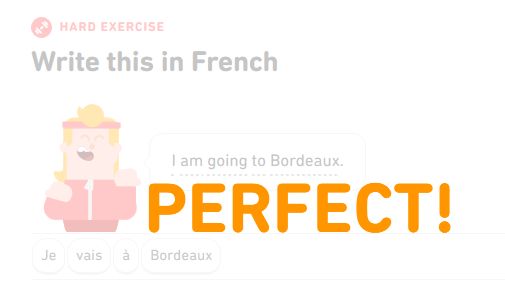 HARD EXERCISE
Write this in French
I am going to Bordeaux.
PERFECT!
Je vais à Bordeaux